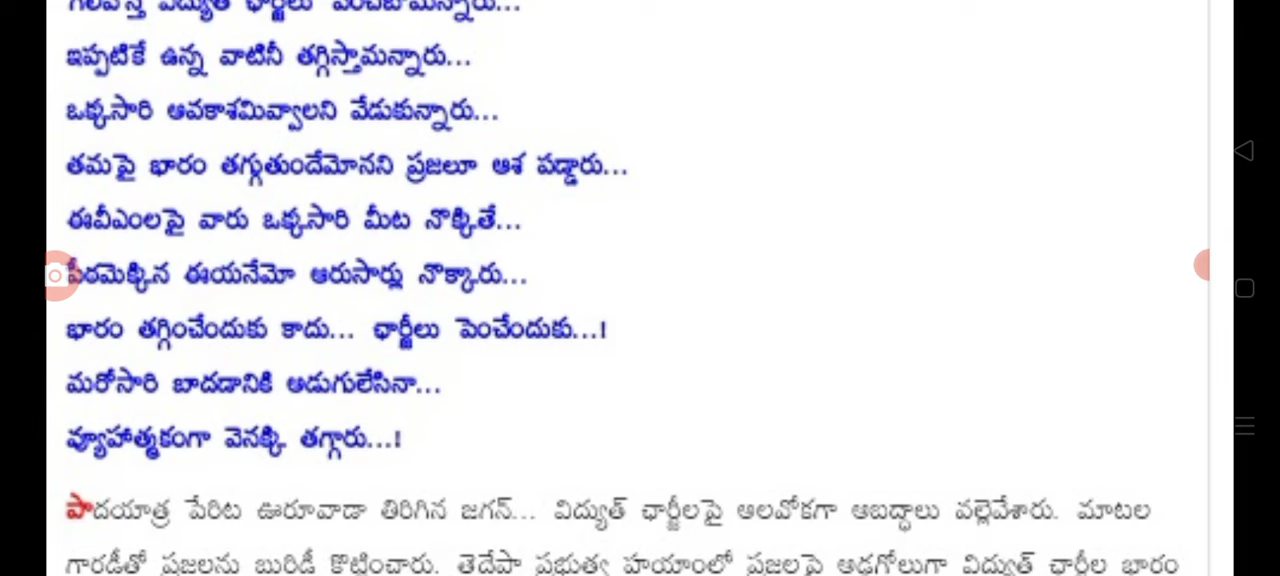 గెలిపిస్తే విద్యుత్ ఛార్జీలు పెంచబోమన్నారు...
ఇప్పటికే ఉన్న వాటినీ తగ్గిస్తామన్నారు...
ఒక్కసారి అవకాశమివ్వాలని వేడుకున్నారు...
తమపై భారం తగ్గుతుందేమోనని ప్రజలూ ఆశ పడ్డారు...
ఈవీఎంలపై వారు ఒక్కసారి మీట నొక్కితే...
పీఠమెక్కిన ఈయనేమో ఆరుసార్లు నొక్కారు...
భారం తగ్గించేందుకు కాదు... ఛార్జీలు పెంచేందుకు...!
మరోసారి బాదడానికి అడుగులేసినా...
వ్యూహాత్మకంగా వెనక్కి తగ్గారు...!
పాదయాత్ర పేరిట ఊరూవాడా తిరిగిన జగన్... విద్యుత్ ఛార్జీలపై అలవోకగా అబద్ధాలు వల్లెవేశారు. మాటల
గారడీతో ప్రజలను బురిడీ కొట్టించారు. తెదేపా ప్రభుత్వ హయాంలో ప్రజలపై అడ్డగోలుగా విద్యుత్ ఛార్జీల భారం